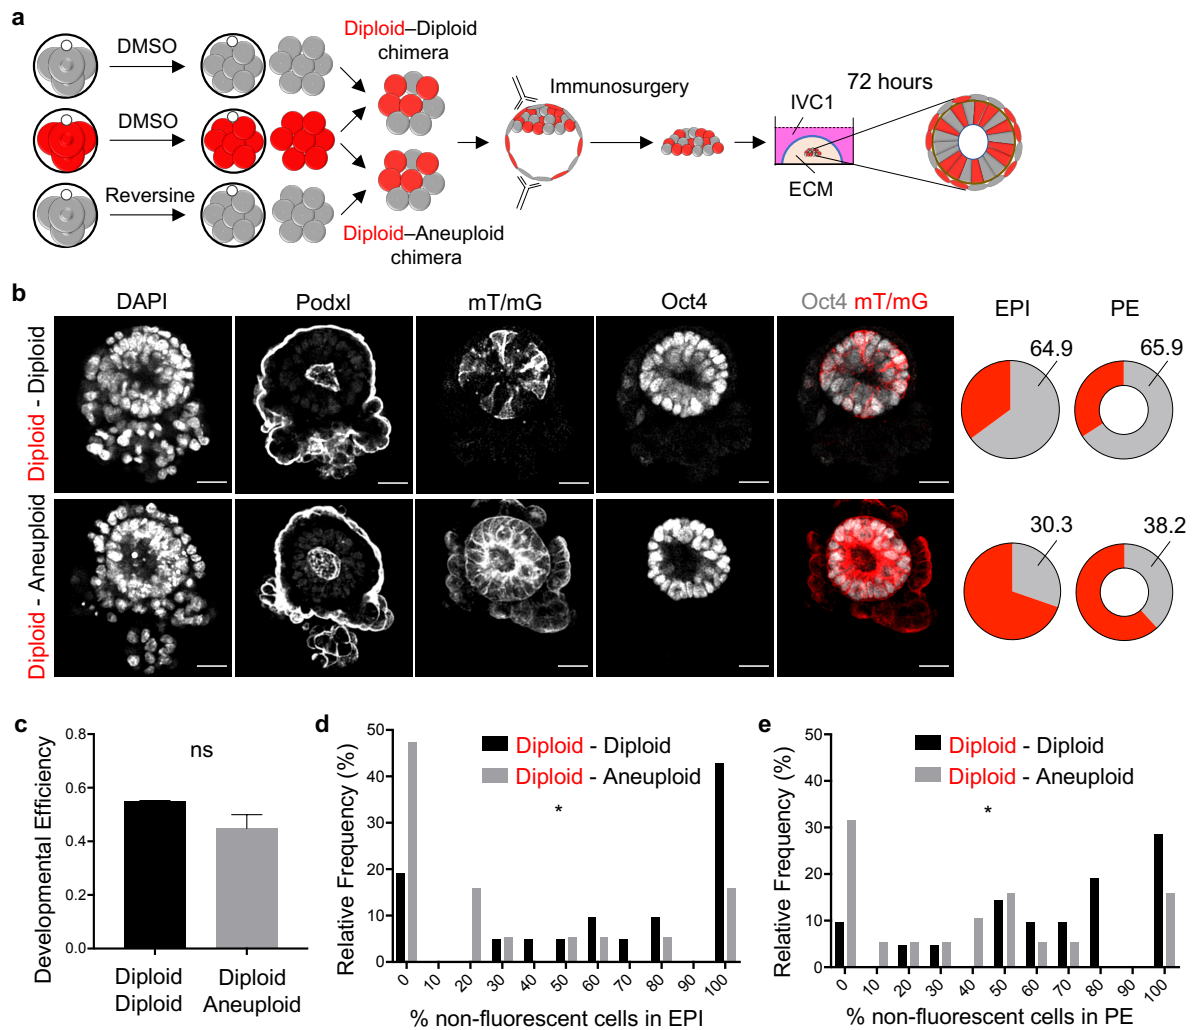 a
DMSO
DMSO
Reversine
Diploid–Diploid
chimera
Diploid–Aneuploid
chimera
Immunosurgery
72 hours
IVC1
ECM
b
DAPI
Podxl
mT/mG
Oct4
Oct4 mT/mG
EPI
PE
Diploid - Diploid
64.9
65.9
Diploid - Aneuploid
30.3
38.2
c
Developmental Efficiency
0.8
0.6
0.4
0.2
0.0
ns
Diploid
Diploid
Diploid
Aneuploid
d
Relative Frequency (%)
50
40
30
20
10
0
Diploid - Diploid
Diploid - Aneuploid
*
0
10
20
30
40
50
60
70
80
90
100
% non-fluorescent cells in EPI
e
Relative Frequency (%)
50
40
30
20
10
0
Diploid - Diploid
Diploid - Aneuploid
*
0
10
20
30
40
50
60
70
80
90
100
% non-fluorescent cells in PE